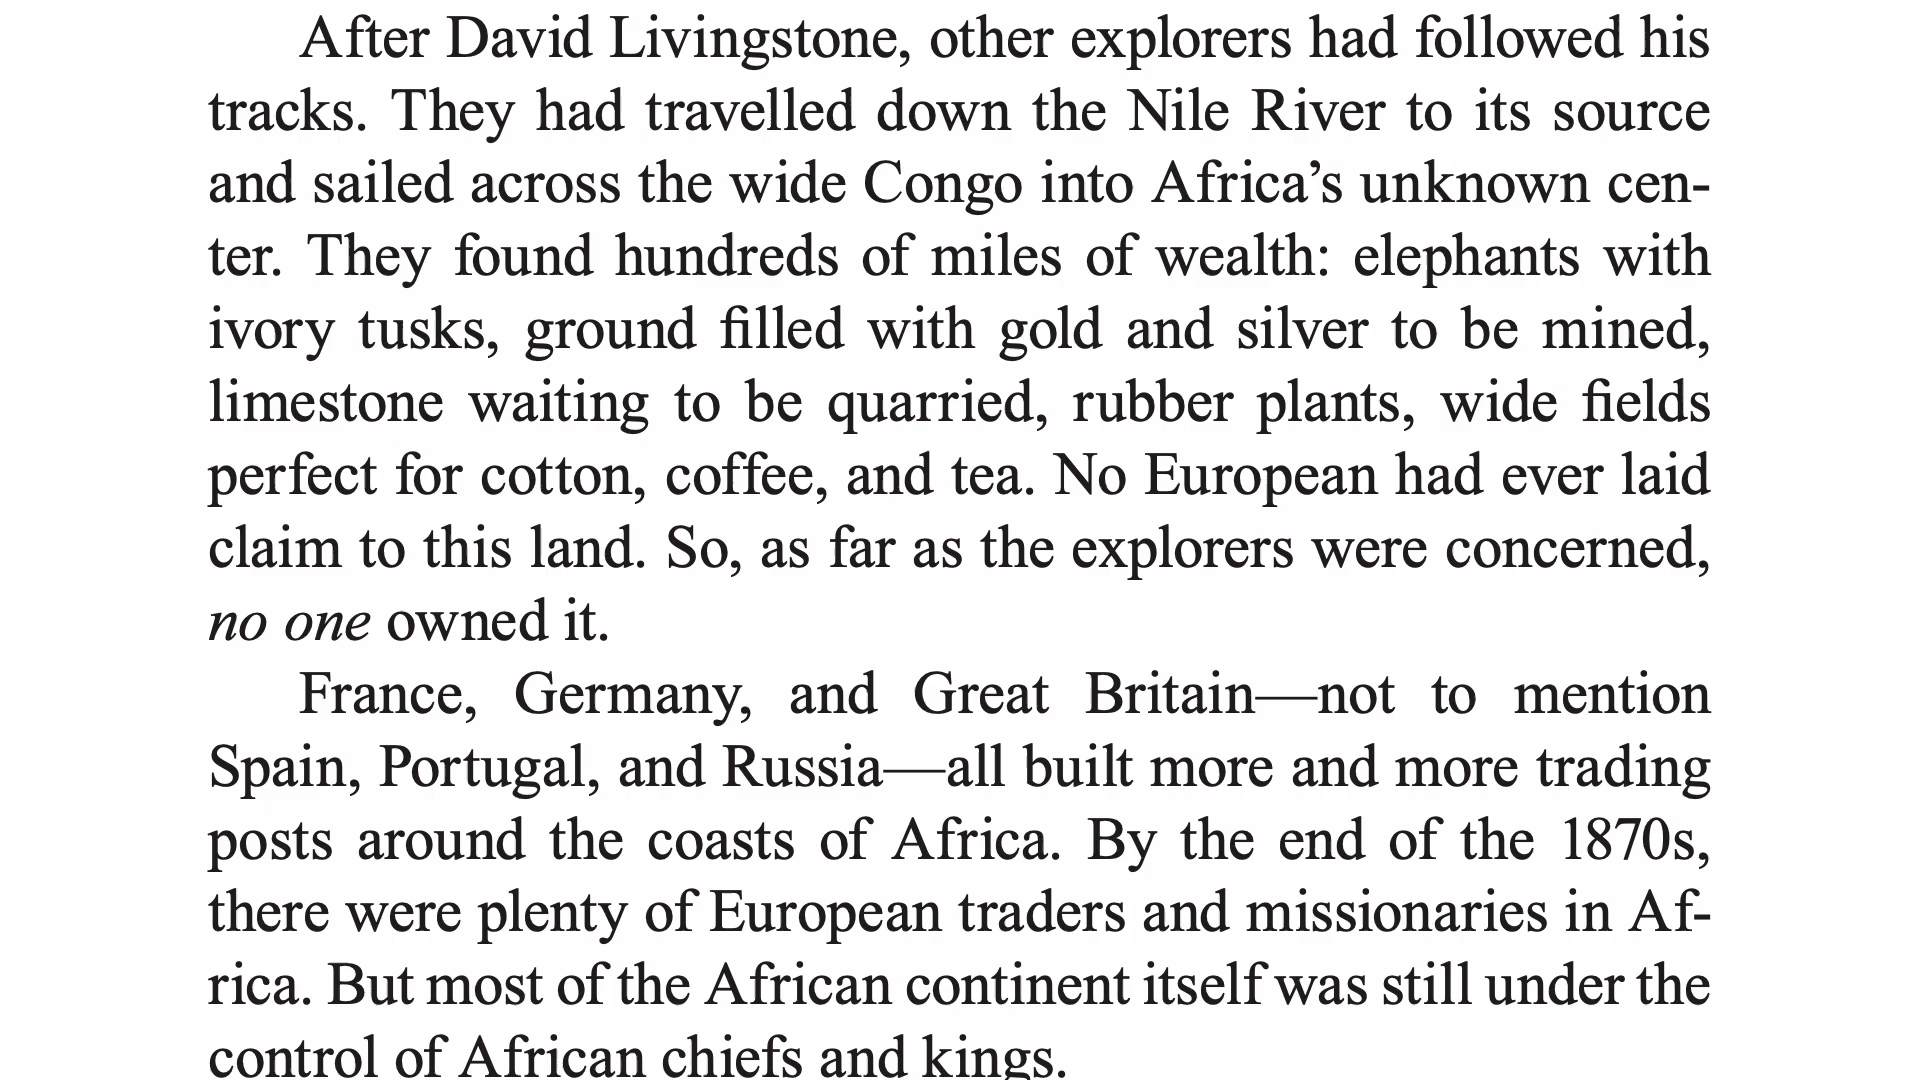 After David Livingstone, other explorers had followed his
tracks. They had travelled down the Nile River to its source
and sailed across the wide Congo into Africa’s unknown cen-
ter. They found hundreds of miles of wealth: elephants with
ivory tusks, ground filled with gold and silver to be mined,
limestone waiting to be quarried, rubber plants, wide fields
perfect for cotton, coffee, and tea. No European had ever laid
claim to this land. So, as far as the explorers were concerned,
no one owned it.
France, Germany, and Great Britain—not to mention
Spain, Portugal, and Russia—all built more and more trading
posts around the coasts of Africa. By the end of the 1870s,
there were plenty of European traders and missionaries in Af-
rica. But most of the African continent itself was still under the
control of African chiefs and kings.